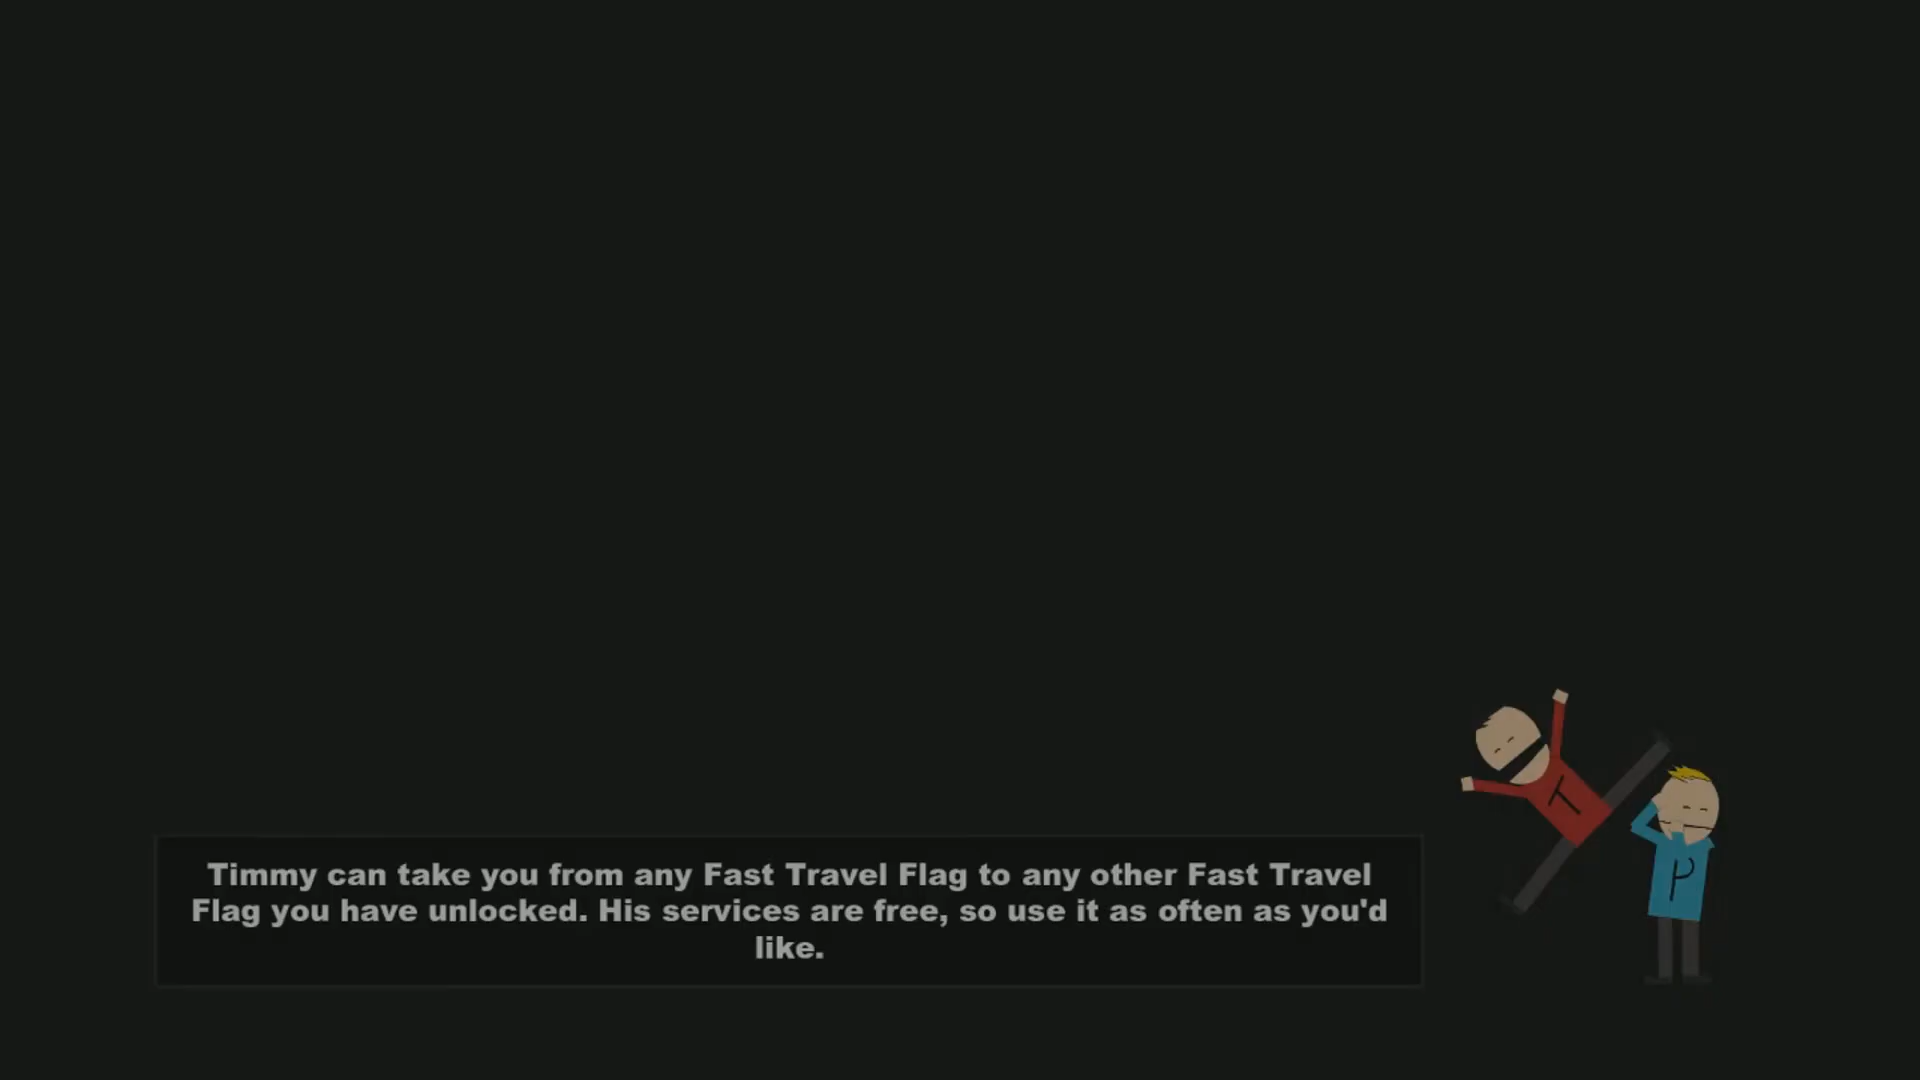 T
P
Timmy can take you from any Fast Travel Flag to any other Fast Travel
Flag you have unlocked. His services are free, so use it as often as you'd
like.